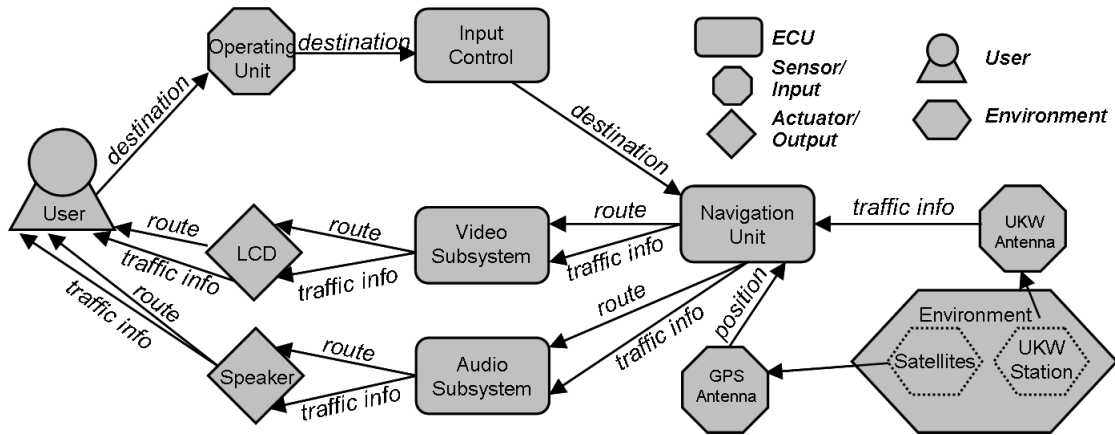 Operating
Unit
destination
Input
Control
ECU
Sensor/
Input
Actuator/
Output
User
Environment
destination
destination
User
route
traffic info
LCD
route
traffic info
Video
Subsystem
route
traffic info
Navigation
Unit
traffic info
UKW
Antenna
route
traffic info
Speaker
route
traffic info
Audio
Subsystem
route
traffic info
position
GPS
Antenna
Environment
Satellites
UKW
Station